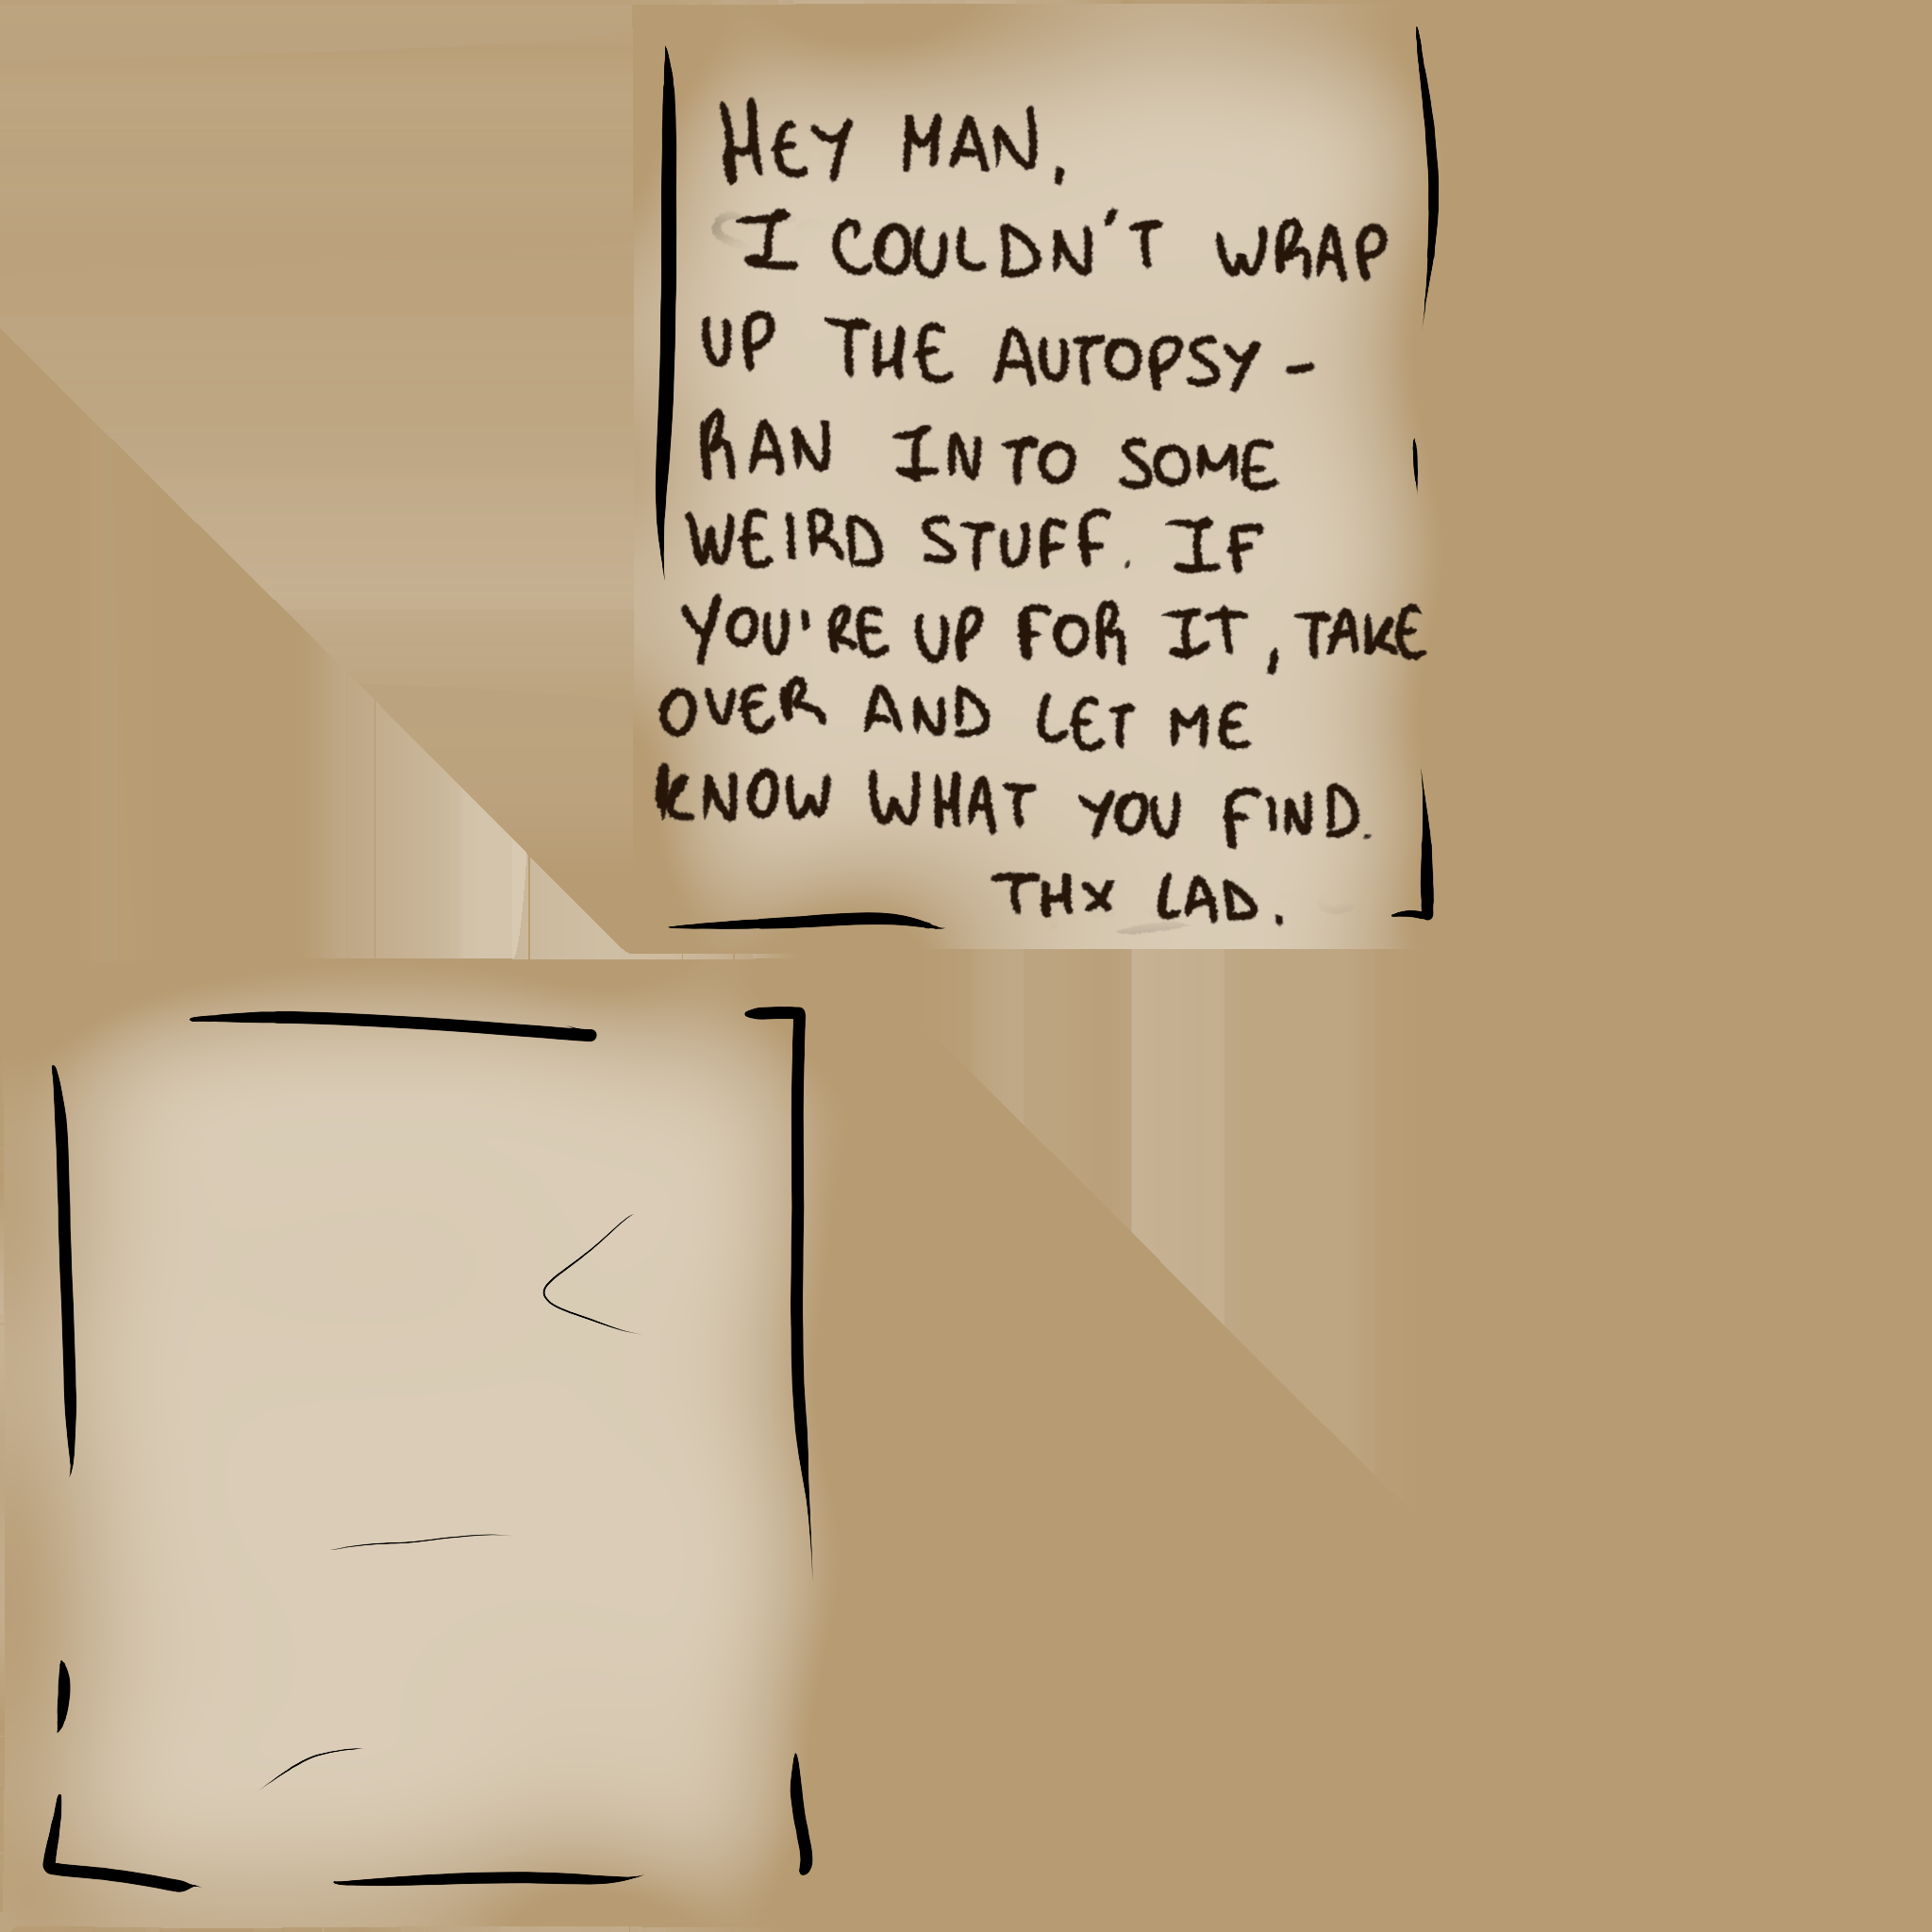 HEY MAN,
I COULDN'T WRAP
UP THE AUTOPSY-
RAN INTO SOME
WEIRD STUFF. IF
YOU'RE UP FOR IT, TAKE
OVER AND LET ME
KNOW WHAT YOU FIND.
THX LAD.